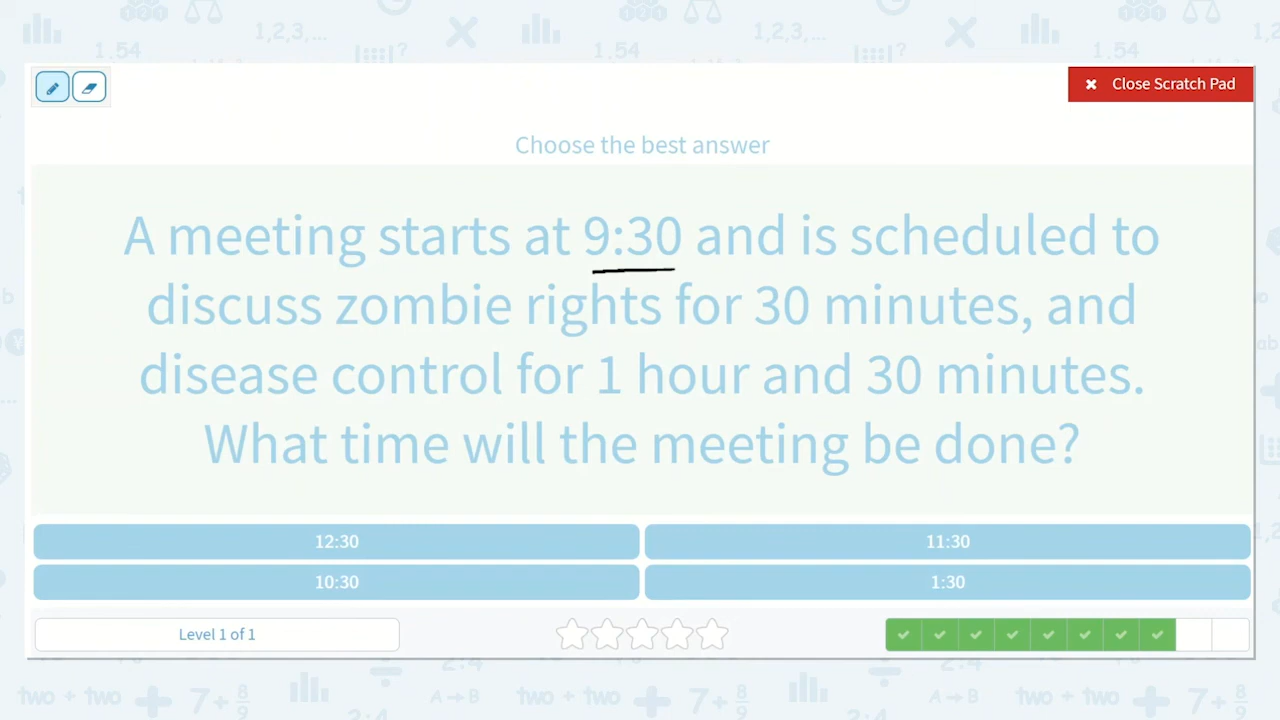 Close Scratch Pad
Choose the best answer
A meeting starts at 9:30 and is scheduled to
discuss zombie rights for 30 minutes, and
disease control for 1 hour and 30 minutes.
What time will the meeting be done?
12:30
11:30
10:30
1:30
Level 1 of 1